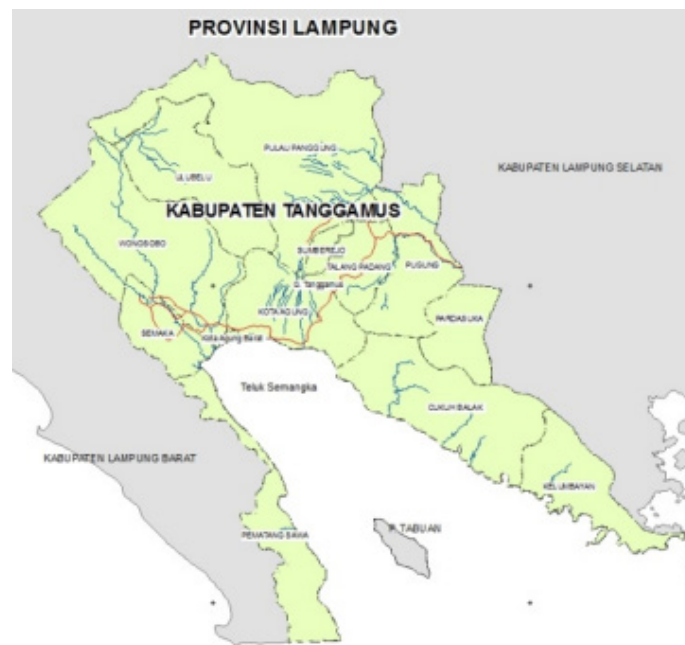 PROVINSI LAMPUNG
PULAU PANGGUNG
KABUPATEN LAMPUNG SELATAN
ULUBELU
KABUPATEN TANGGAMUS
WONOSOBO
SUMBEREJO
TALANG PADANG
PUGUNG
G. Tanggamus
KOTA AGUNG
PARDASUKA
SEMAKA
Kota Agung Barat
Teluk Semangka
CUKUH BALAK
KABUPATEN LAMPUNG BARAT
KELUMBAYAN
P. TABUAN
PEMATANG SAWA